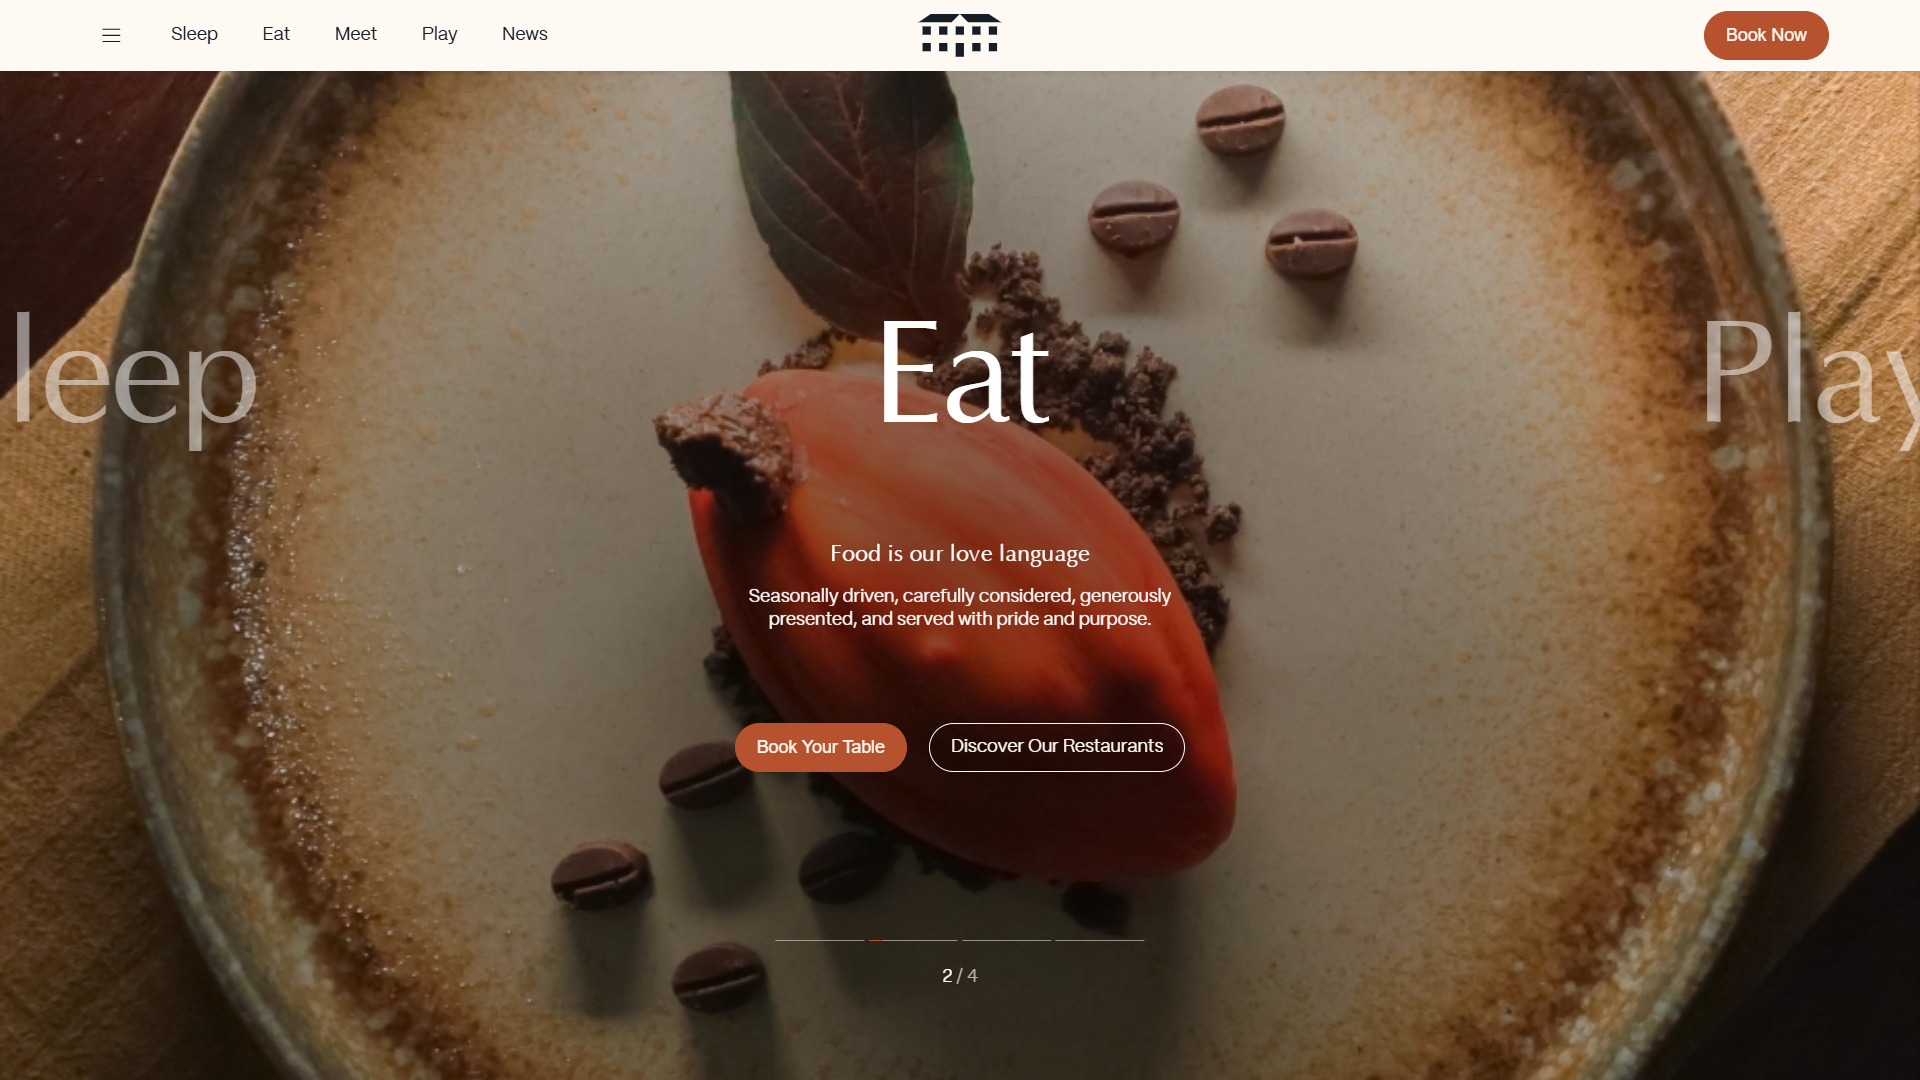 Sleep
Eat
Meet
Play
News
Book Now
leep
Eat
Play
Food is our love language
Seasonally driven, carefully considered, generously
presented, and served with pride and purpose.
Book Your Table
Discover Our Restaurants
2 / 4